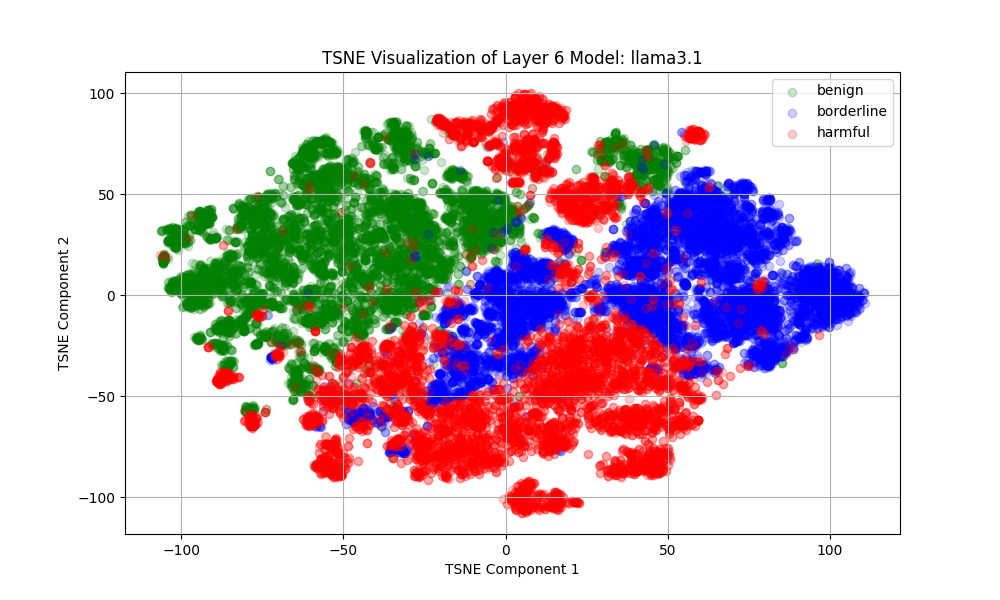 TSNE Visualization of Layer 6 Model: llama3.1
benign
borderline
harmful
100
50
0
−50
−100
TSNE Component 2
−100
−50
0
50
100
TSNE Component 1